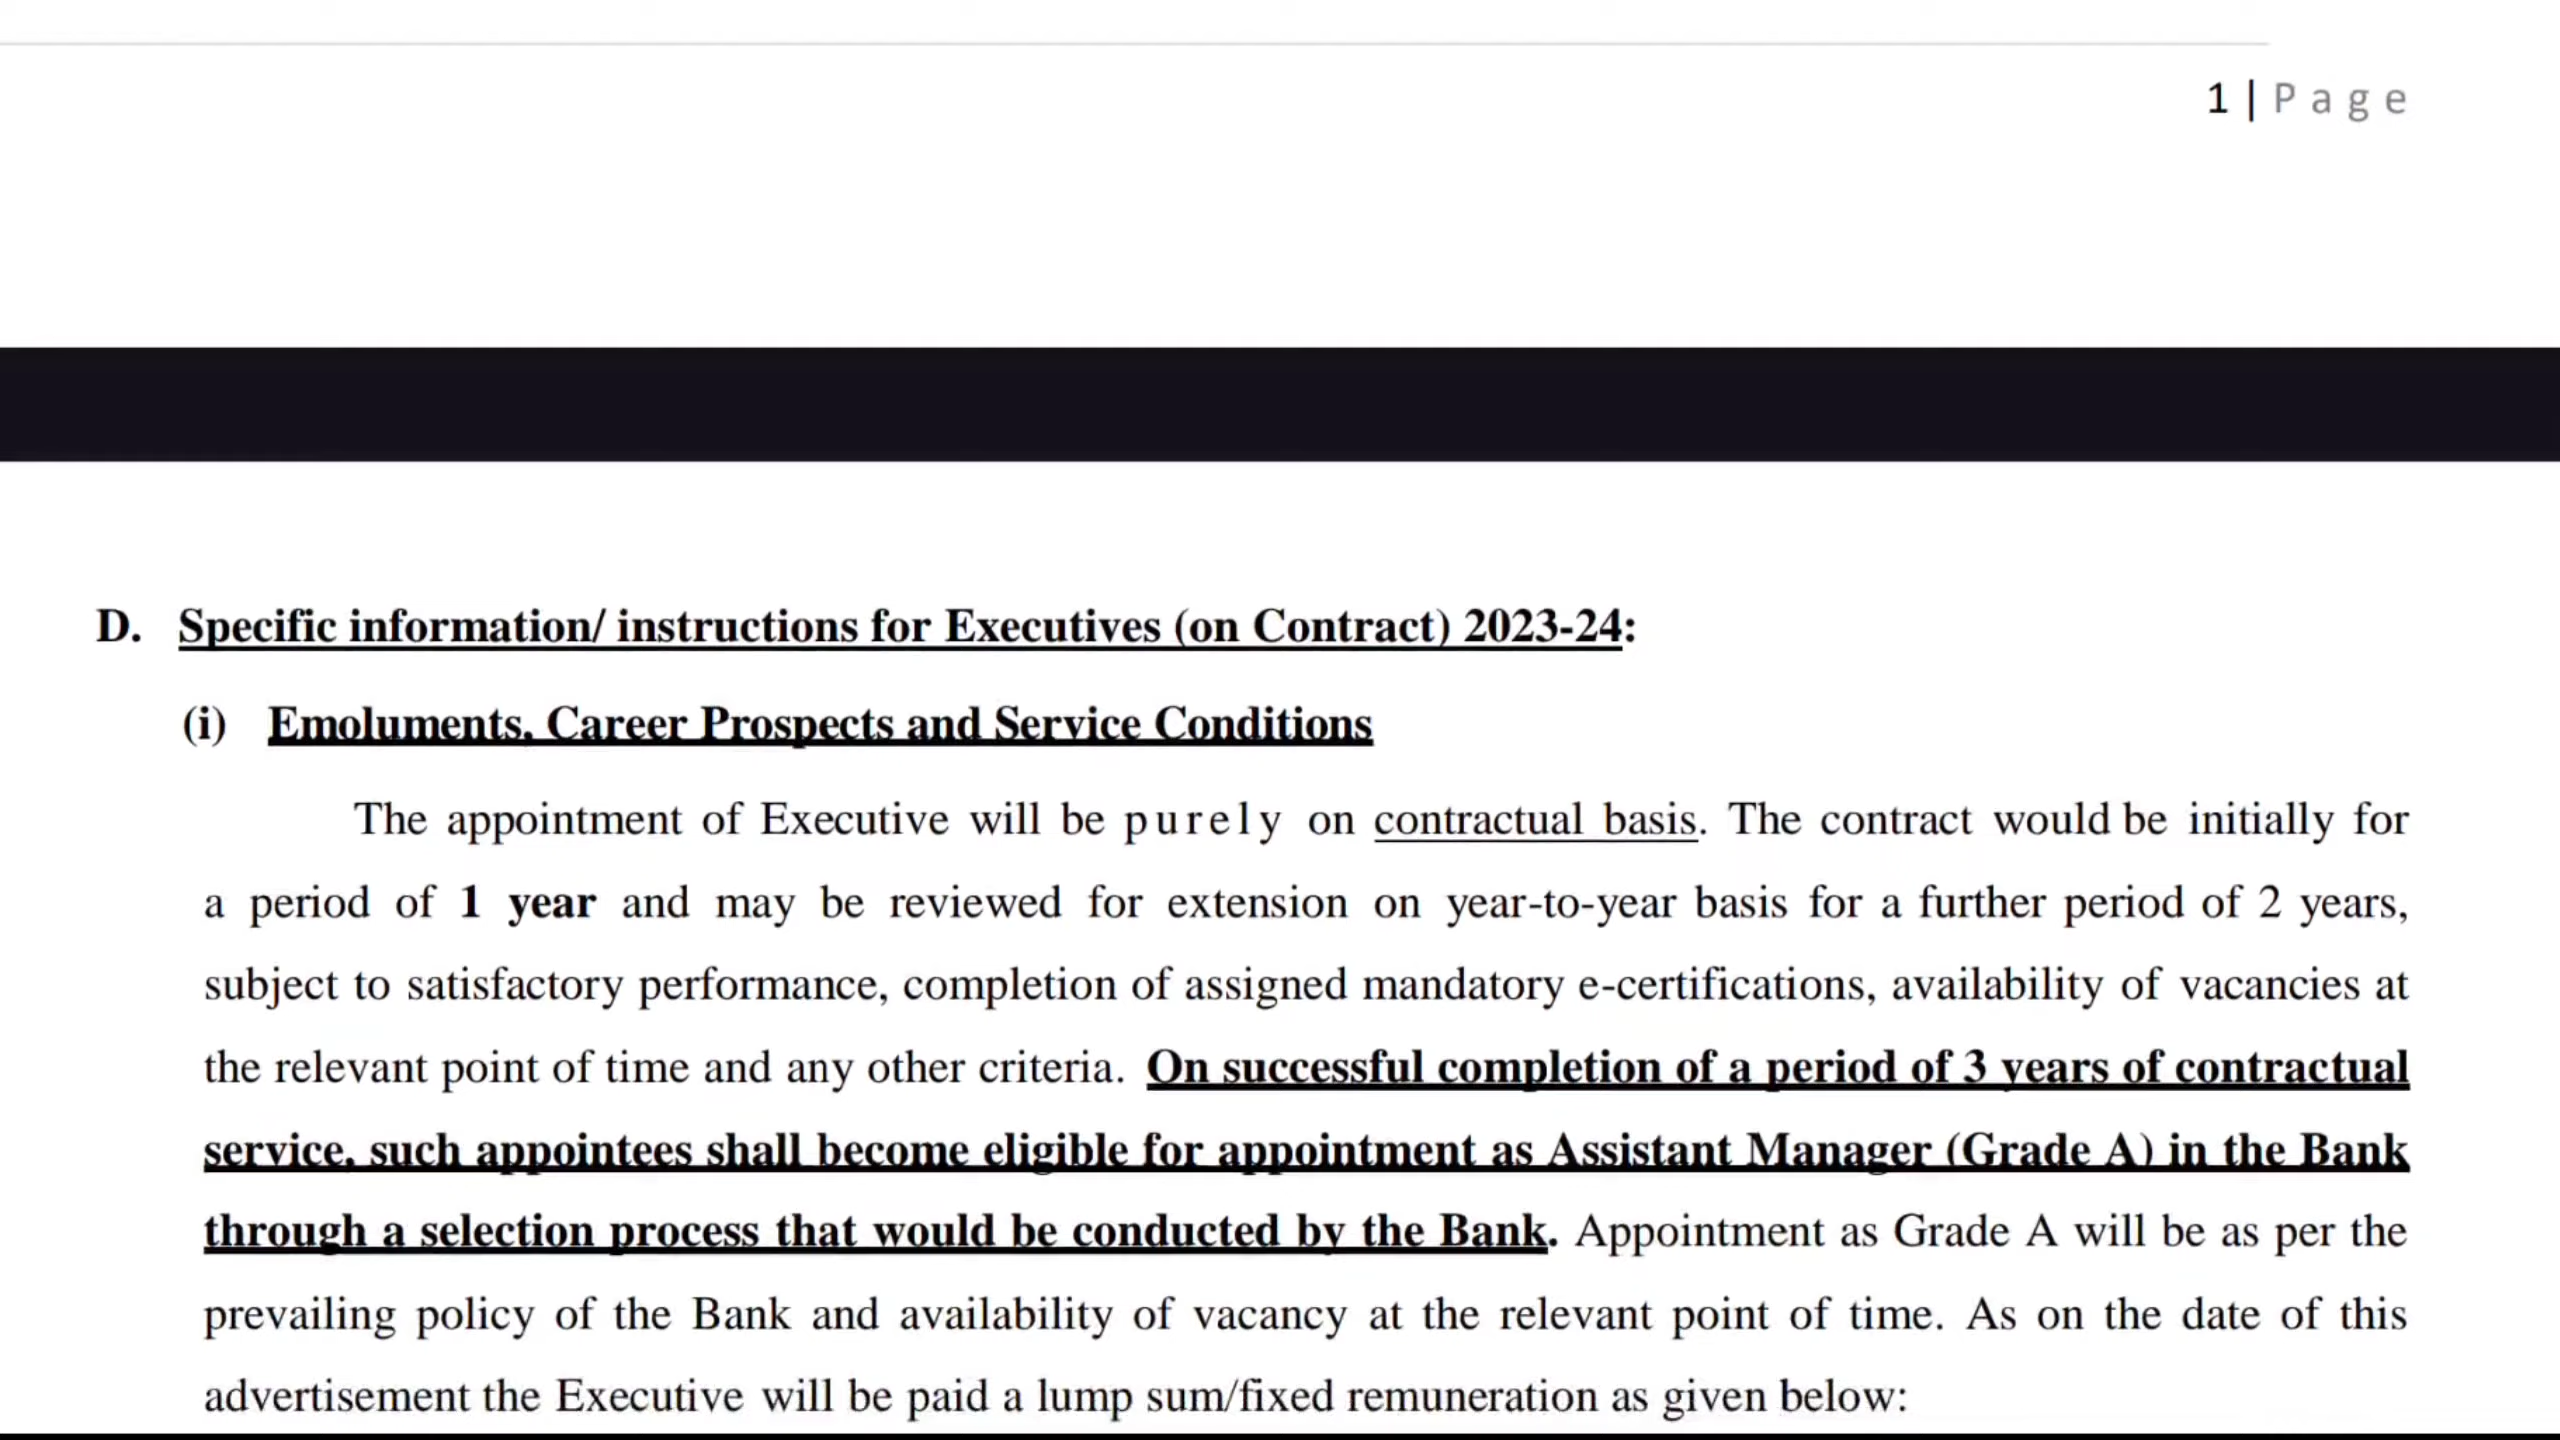 1 | P a g e
D. Specific information/ instructions for Executives (on Contract) 2023-24:
(i) Emoluments, Career Prospects and Service Conditions
The appointment of Executive will be purely on contractual basis. The contract would be initially for
a period of 1 year and may be reviewed for extension on year-to-year basis for a further period of 2 years,
subject to satisfactory performance, completion of assigned mandatory e-certifications, availability of vacancies at
the relevant point of time and any other criteria. On successful completion of a period of 3 years of contractual
service, such appointees shall become eligible for appointment as Assistant Manager (Grade A) in the Bank
through a selection process that would be conducted by the Bank. Appointment as Grade A will be as per the
prevailing policy of the Bank and availability of vacancy at the relevant point of time. As on the date of this
advertisement the Executive will be paid a lump sum/fixed remuneration as given below: